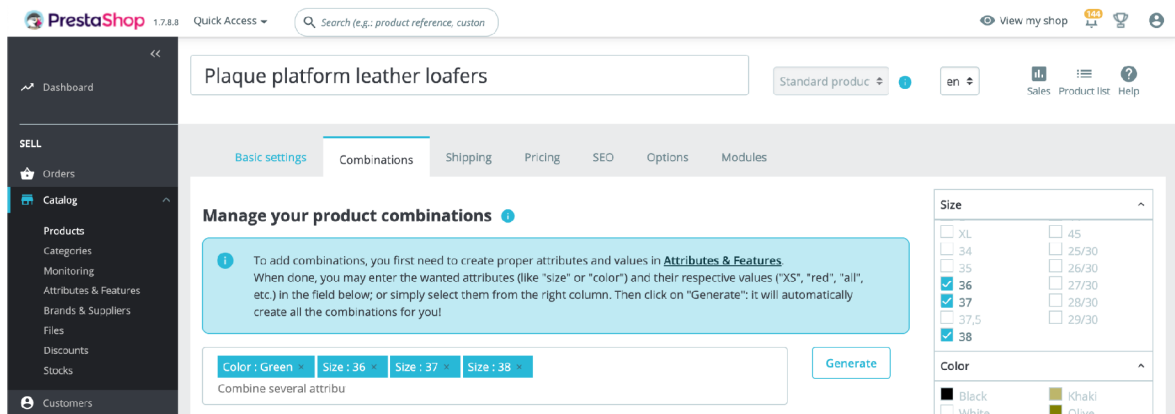 PrestaShop 1.7.8.8 Quick Access Search (e.g.: product reference, custon View my shop 144
Plaque platform leather loafers
Standard produc en
Sales Product list Help
Dashboard
SELL
Orders
Catalog
Products
Categories
Monitoring
Attributes & Features
Brands & Suppliers
Files
Discounts
Stocks
Customers
Basic settings Combinations Shipping Pricing SEO Options Modules
Manage your product combinations
To add combinations, you first need to create proper attributes and values in Attributes & Features.
When done, you may enter the wanted attributes (like "size" or "color") and their respective values ("XS", "red", "all",
etc.) in the field below; or simply select them from the right column. Then click on "Generate": it will automatically
create all the combinations for you!
Color : Green × Size : 36 × Size : 37 × Size : 38 ×
Combine several attribu
Generate
Size
XL 45
34 25/30
35 26/30
36 27/30
37 28/30
37,5 29/30
38
Color
Black Khaki
White Olive